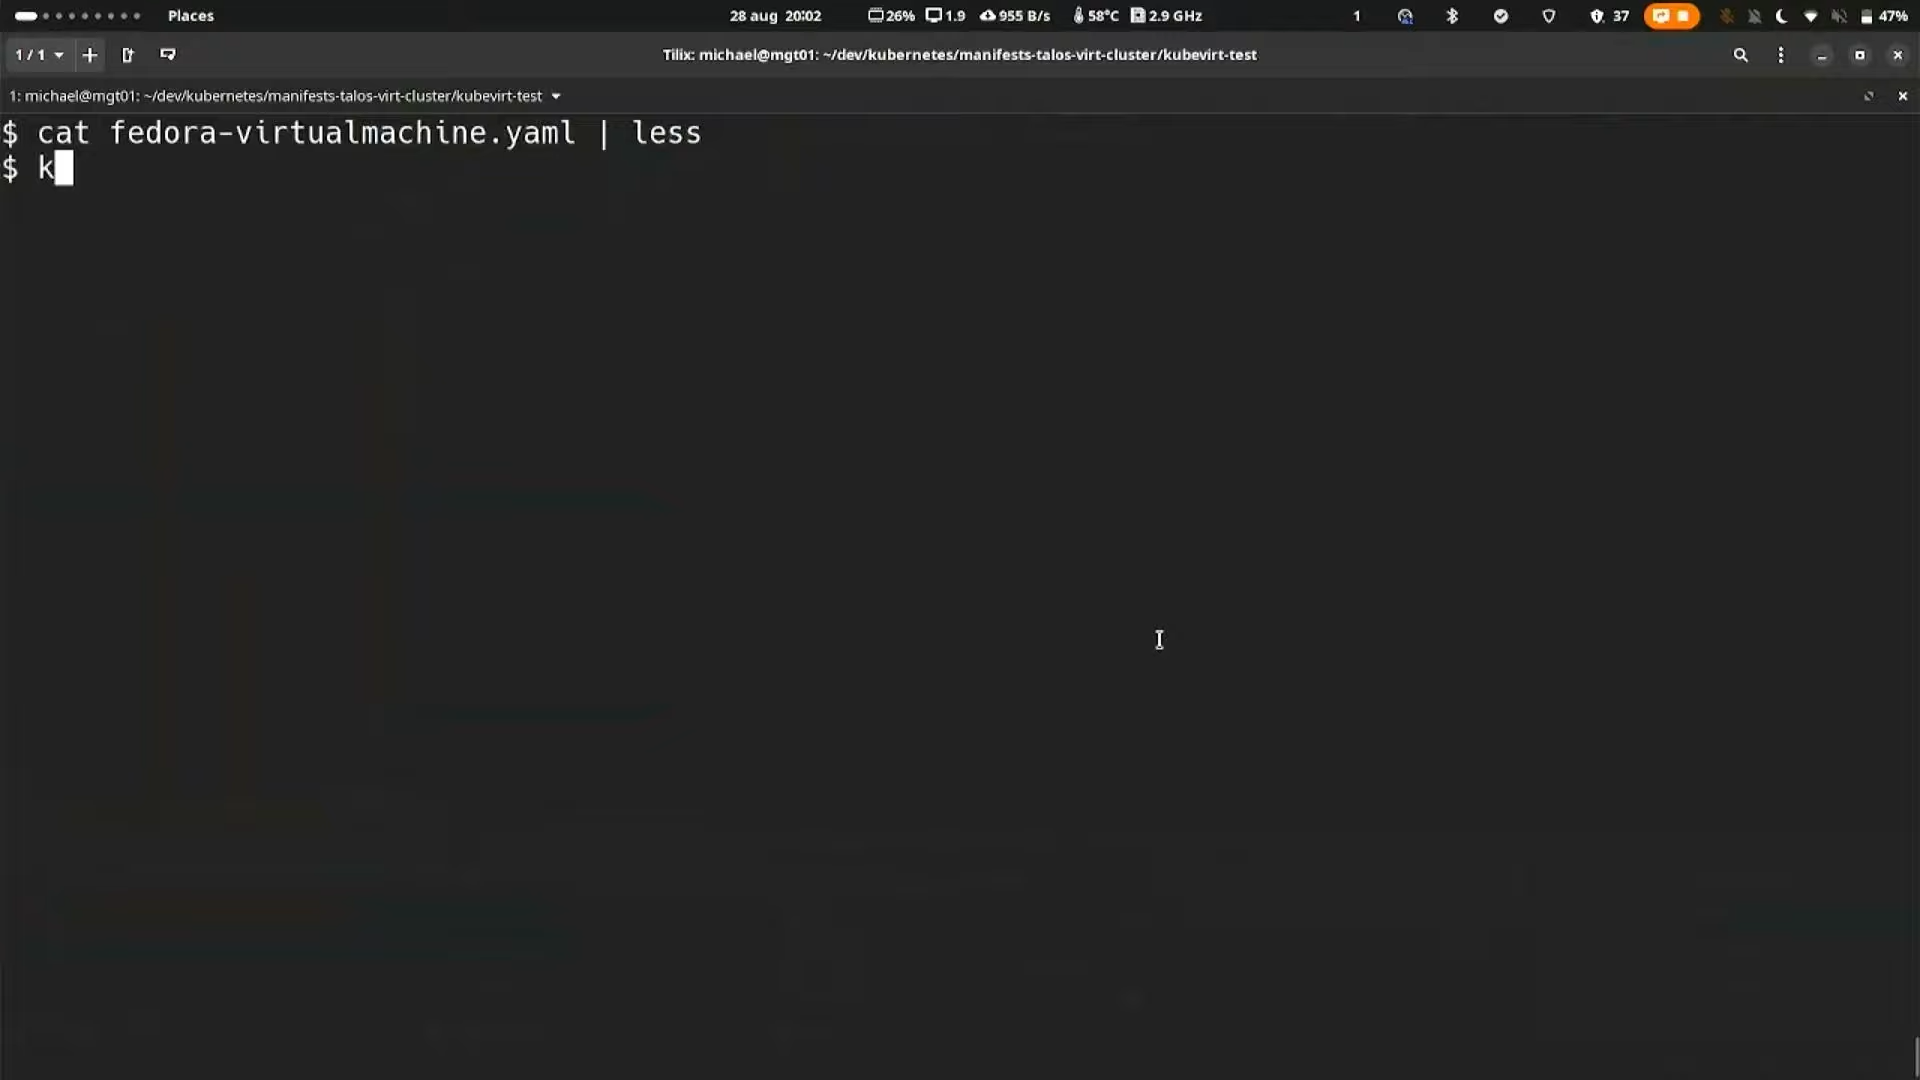 Places
28 aug 20:02
26%
1.9
955 B/s
58°C
2.9 GHz
1
37
47%
1 / 1
Tilix: michael@mgt01: ~/dev/kubernetes/manifests-talos-virt-cluster/kubevirt-test
1: michael@mgt01: ~/dev/kubernetes/manifests-talos-virt-cluster/kubevirt-test
$ cat fedora-virtualmachine.yaml | less
$ k